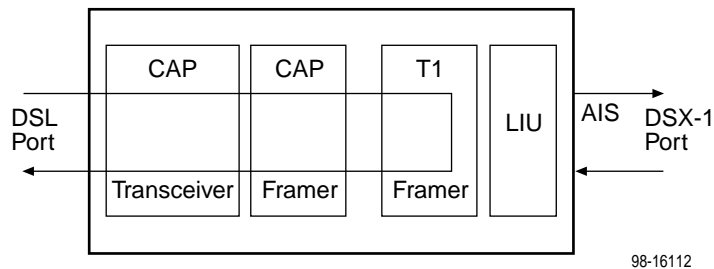 CAP
Transceiver
CAP
Framer
T1
Framer
LIU
DSL
Port
AIS
DSX-1
Port
98-16112